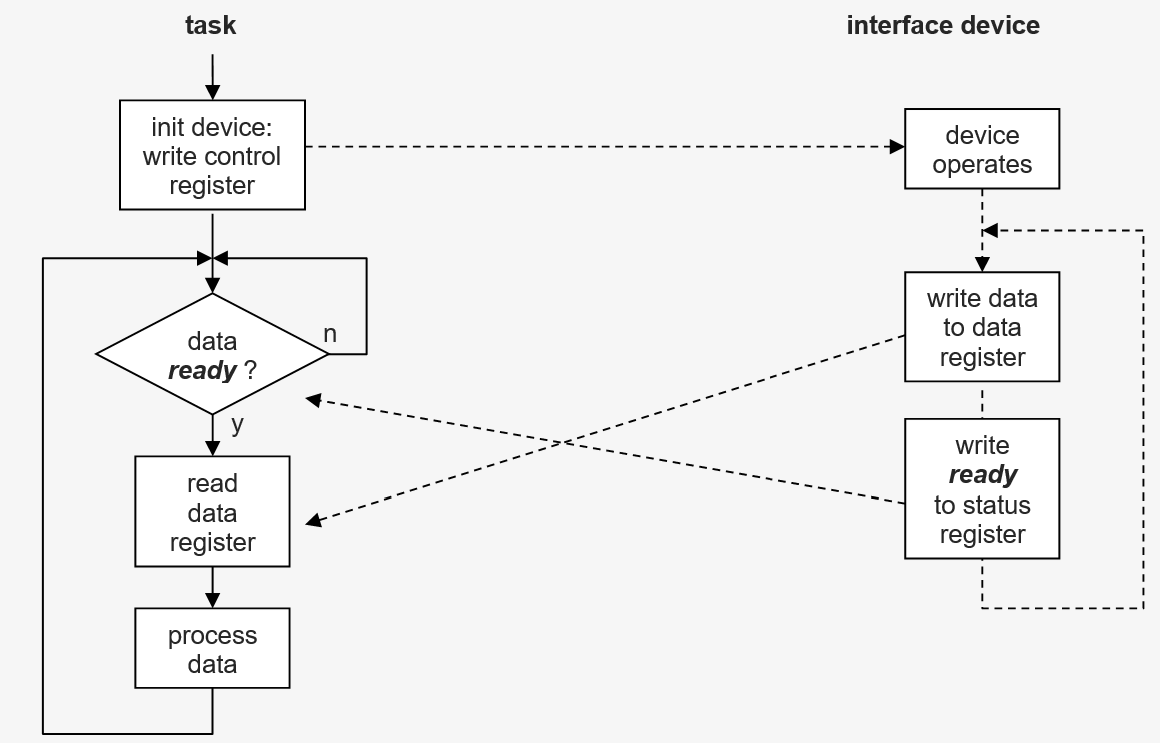 task
interface device
init device:
write control
register
device
operates
data
ready ?
n
y
write data
to data
register
read
data
register
write
ready
to status
register
process
data